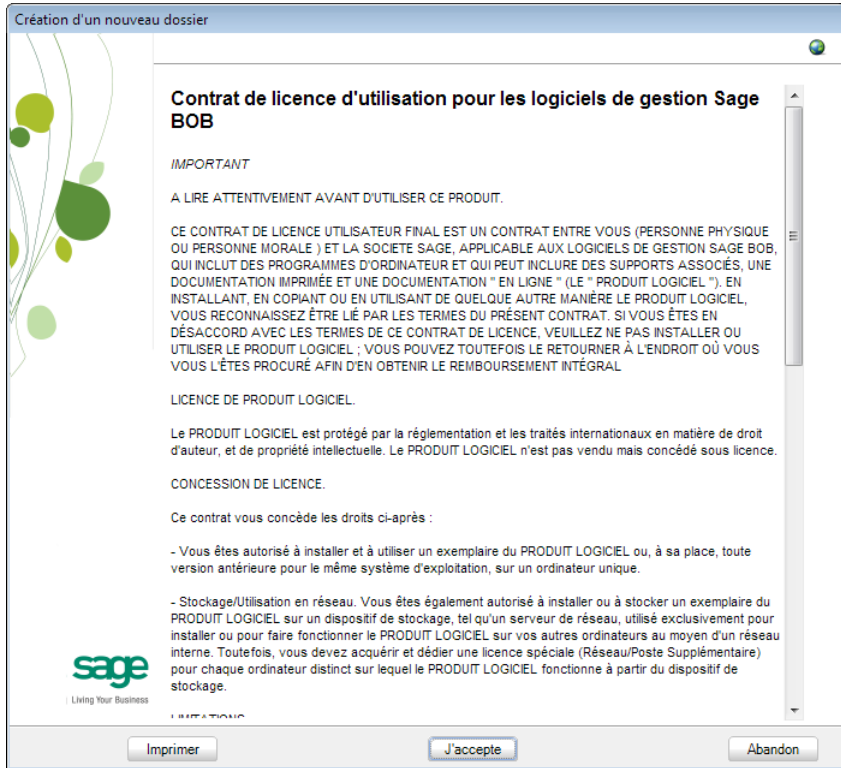 Création d'un nouveau dossier
Contrat de licence d'utilisation pour les logiciels de gestion Sage
BOB
IMPORTANT
A LIRE ATTENTIVEMENT AVANT D'UTILISER CE PRODUIT.
CE CONTRAT DE LICENCE UTILISATEUR FINAL EST UN CONTRAT ENTRE VOUS (PERSONNE PHYSIQUE
OU PERSONNE MORALE ) ET LA SOCIETE SAGE, APPLICABLE AUX LOGICIELS DE GESTION SAGE BOB,
QUI INCLUT DES PROGRAMMES D'ORDINATEUR ET QUI PEUT INCLURE DES SUPPORTS ASSOCIÉS, UNE
DOCUMENTATION IMPRIMÉE ET UNE DOCUMENTATION " EN LIGNE " (LE " PRODUIT LOGICIEL "). EN
INSTALLANT, EN COPIANT OU EN UTILISANT DE QUELQUE AUTRE MANIÈRE LE PRODUIT LOGICIEL,
VOUS RECONNAISSEZ ÊTRE LIÉ PAR LES TERMES DU PRÉSENT CONTRAT. SI VOUS ÊTES EN
DÉSACCORD AVEC LES TERMES DE CE CONTRAT DE LICENCE, VEUILLEZ NE PAS INSTALLER OU
UTILISER LE PRODUIT LOGICIEL ; VOUS POUVEZ TOUTEFOIS LE RETOURNER À L'ENDROIT OÙ VOUS
VOUS L'ÊTES PROCURÉ AFIN D'EN OBTENIR LE REMBOURSEMENT INTÉGRAL
LICENCE DE PRODUIT LOGICIEL.
Le PRODUIT LOGICIEL est protégé par la réglementation et les traités internationaux en matière de droit
d'auteur, et de propriété intellectuelle. Le PRODUIT LOGICIEL n'est pas vendu mais concédé sous licence.
CONCESSION DE LICENCE.
Ce contrat vous concède les droits ci-après :
- Vous êtes autorisé à installer et à utiliser un exemplaire du PRODUIT LOGICIEL ou, à sa place, toute
version antérieure pour le même système d'exploitation, sur un ordinateur unique.
- Stockage/Utilisation en réseau. Vous êtes également autorisé à installer ou à stocker un exemplaire du
PRODUIT LOGICIEL sur un dispositif de stockage, tel qu'un serveur de réseau, utilisé exclusivement pour
installer ou pour faire fonctionner le PRODUIT LOGICIEL sur vos autres ordinateurs au moyen d'un réseau
interne. Toutefois, vous devez acquérir et dédier une licence spéciale (Réseau/Poste Supplémentaire)
pour chaque ordinateur distinct sur lequel le PRODUIT LOGICIEL fonctionne à partir du dispositif de
stockage.
LIMITATIONS
sage
Living Your Business
Imprimer
J'accepte
Abandon